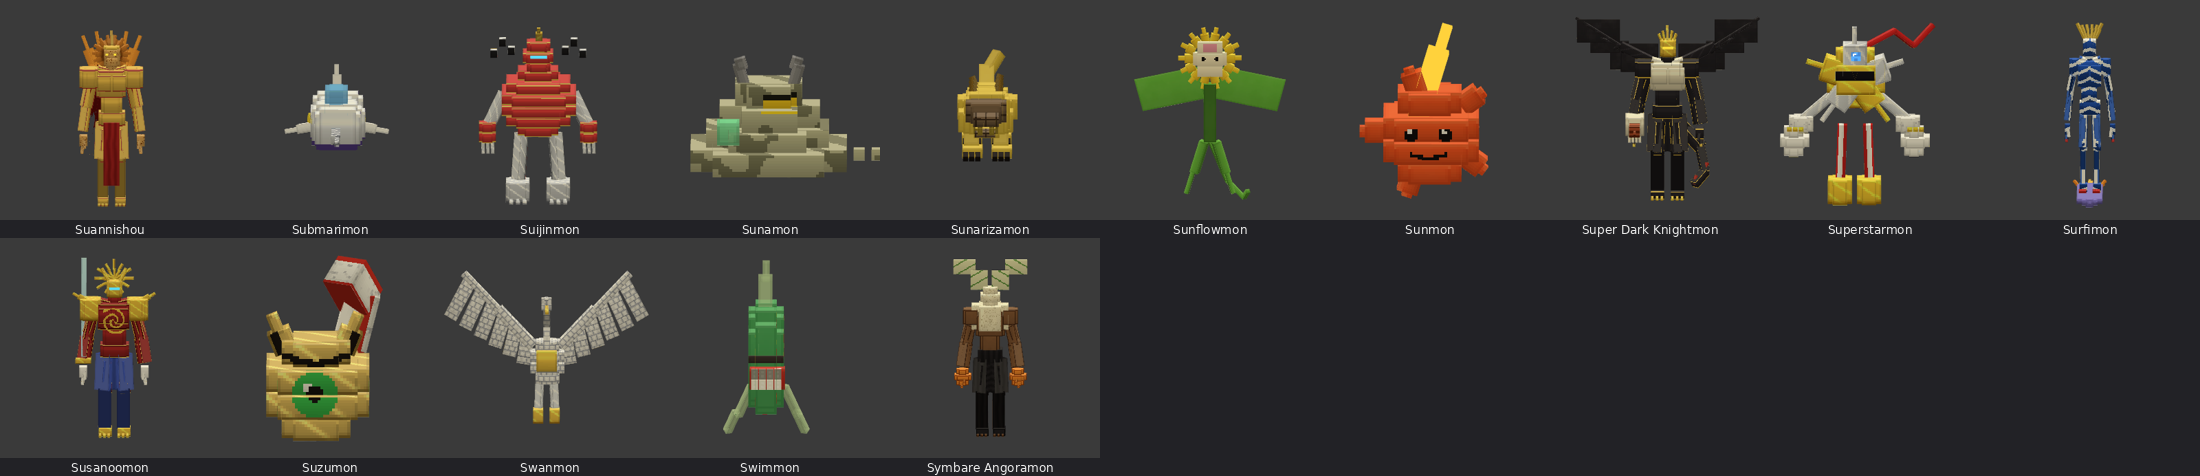 Suannishou
Submarimon
Suijinmon
Sunamon
Sunarizamon
Sunflowmon
Sunmon
Super Dark Knightmon
Superstarmon
Surfimon
Susanoomon
Suzumon
Swanmon
Swimmon
Symbare Angoramon